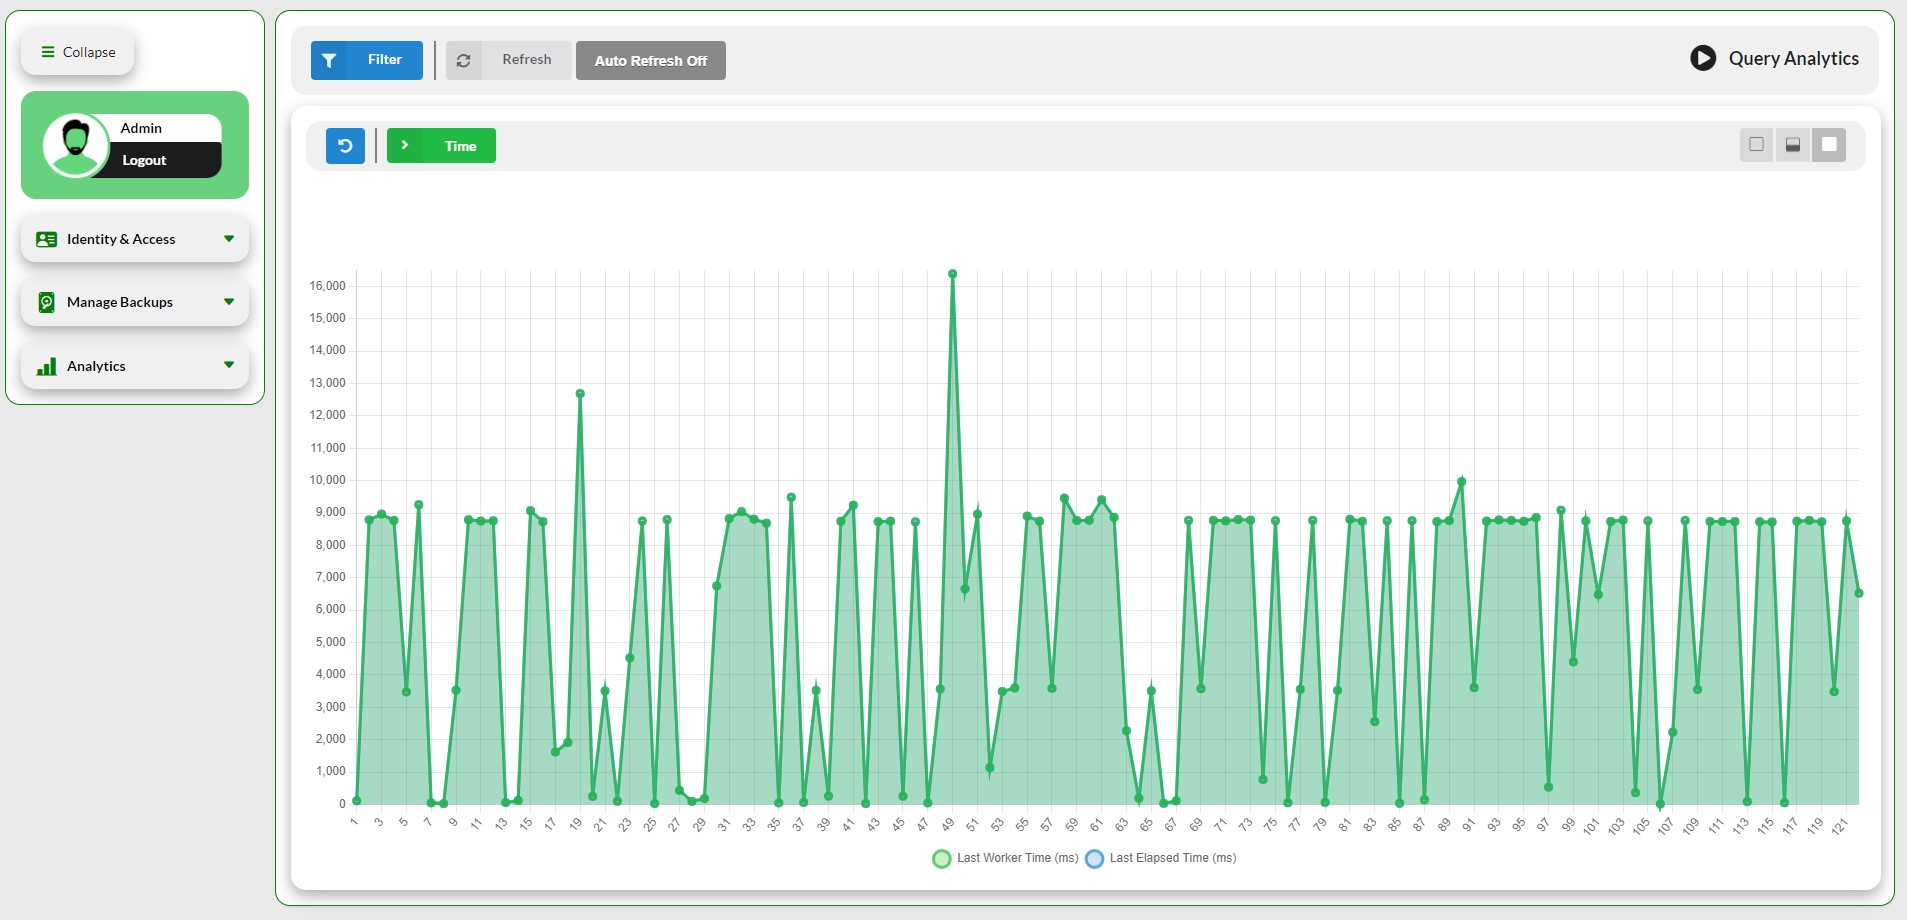 Collapse
Admin
Logout
Identity & Access
Manage Backups
Analytics
Filter
Refresh
Auto Refresh Off
Query Analytics
Time
16,000
15,000
14,000
13,000
12,000
11,000
10,000
9,000
8,000
7,000
6,000
5,000
4,000
3,000
2,000
1,000
0
1 3 5 7 9 11 13 15 17 19 21 23 25 27 29 31 33 35 37 39 41 43 45 47 49 51 53 55 57 59 61 63 65 67 69 71 73 75 77 79 81 83 85 87 89 91 93 95 97 99 101 103 105 107 109 111 113 115 117 119 121
Last Worker Time (ms) Last Elapsed Time (ms)